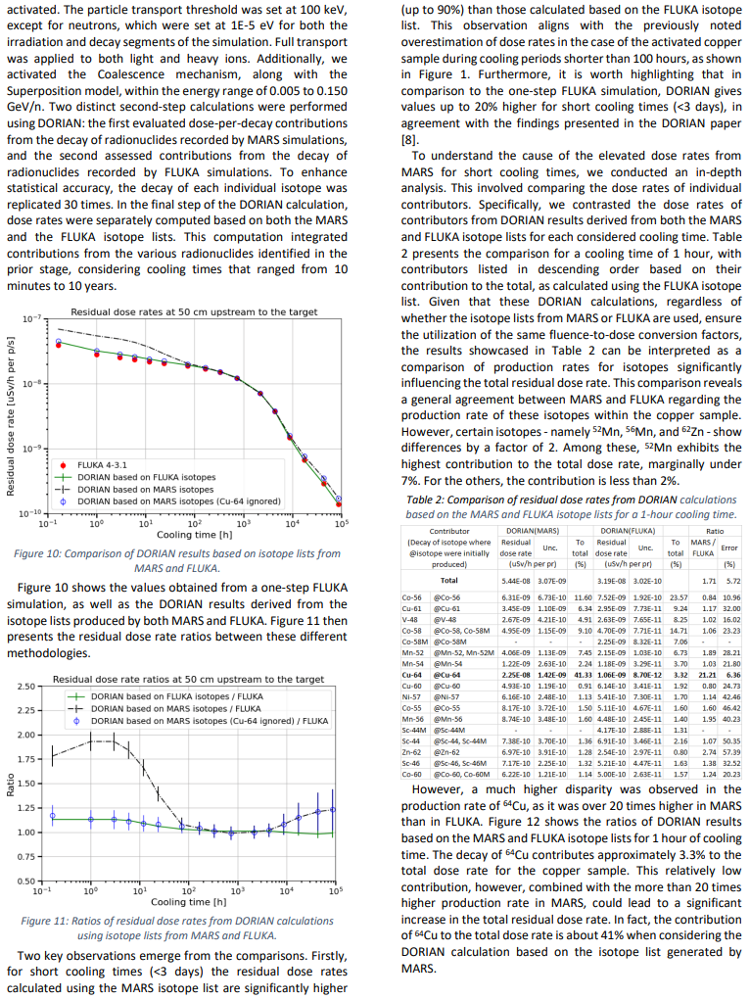 activated. The particle transport threshold was set at 100 keV,
except for neutrons, which were set at 1E-5 eV for both the
irradiation and decay segments of the simulation. Full transport
was applied to both light and heavy ions. Additionally, we
activated the Coalescence mechanism, along with the
Superposition model, within the energy range of 0.005 to 0.150
GeV/n. Two distinct second-step calculations were performed
using DORIAN: the first evaluated dose-per-decay contributions
from the decay of radionuclides recorded by MARS simulations,
and the second assessed contributions from the decay of
radionuclides recorded by FLUKA simulations. To enhance
statistical accuracy, the decay of each individual isotope was
replicated 30 times. In the final step of the DORIAN calculation,
dose rates were separately computed based on both the MARS
and the FLUKA isotope lists. This computation integrated
contributions from the various radionuclides identified in the
prior stage, considering cooling times that ranged from 10
minutes to 10 years.
Residual dose rates at 50 cm upstream to the target
Residual dose rate [uSv/h per p/s]
10⁻⁷
10⁻⁸
10⁻⁹
10⁻¹⁰
FLUKA 4-3.1
DORIAN based on FLUKA isotopes
DORIAN based on MARS isotopes
DORIAN based on MARS isotopes (Cu-64 ignored)
10⁻¹ 10⁰ 10¹ 10² 10³ 10⁴ 10⁵
Cooling time [h]
Figure 10: Comparison of DORIAN results based on isotope lists from
MARS and FLUKA.
Figure 10 shows the values obtained from a one-step FLUKA
simulation, as well as the DORIAN results derived from the
isotope lists produced by both MARS and FLUKA. Figure 11 then
presents the residual dose rate ratios between these different
methodologies.
Residual dose rate ratios at 50 cm upstream to the target
Ratio
2.50
2.25
2.00
1.75
1.50
1.25
1.00
0.75
0.50
DORIAN based on FLUKA isotopes / FLUKA
DORIAN based on MARS isotopes / FLUKA
DORIAN based on MARS isotopes (Cu-64 ignored) / FLUKA
10⁻¹ 10⁰ 10¹ 10² 10³ 10⁴ 10⁵
Cooling time [h]
Figure 11: Ratios of residual dose rates from DORIAN calculations
using isotope lists from MARS and FLUKA.
Two key observations emerge from the comparisons. Firstly,
for short cooling times (<3 days) the residual dose rates
calculated using the MARS isotope list are significantly higher
(up to 90%) than those calculated based on the FLUKA isotope
list. This observation aligns with the previously noted
overestimation of dose rates in the case of the activated copper
sample during cooling periods shorter than 100 hours, as shown
in Figure 1. Furthermore, it is worth highlighting that in
comparison to the one-step FLUKA simulation, DORIAN gives
values up to 20% higher for short cooling times (<3 days), in
agreement with the findings presented in the DORIAN paper
[8].
To understand the cause of the elevated dose rates from
MARS for short cooling times, we conducted an in-depth
analysis. This involved comparing the dose rates of individual
contributors. Specifically, we contrasted the dose rates of
contributors from DORIAN results derived from both the MARS
and FLUKA isotope lists for each considered cooling time. Table
2 presents the comparison for a cooling time of 1 hour, with
contributors listed in descending order based on their
contribution to the total, as calculated using the FLUKA isotope
list. Given that these DORIAN calculations, regardless of
whether the isotope lists from MARS or FLUKA are used, ensure
the utilization of the same fluence-to-dose conversion factors,
the results showcased in Table 2 can be interpreted as a
comparison of production rates for isotopes significantly
influencing the total residual dose rate. This comparison reveals
a general agreement between MARS and FLUKA regarding the
production rate of these isotopes within the copper sample.
However, certain isotopes - namely ⁵²Mn, ⁵⁶Mn, and ⁶²Zn - show
differences by a factor of 2. Among these, ⁵²Mn exhibits the
highest contribution to the total dose rate, marginally under
7%. For the others, the contribution is less than 2%.
Table 2: Comparison of residual dose rates from DORIAN calculations
based on the MARS and FLUKA isotope lists for a 1-hour cooling time.
Contributor DORIAN(MARS) DORIAN(FLUKA) Ratio
(Decay of isotope where Residual Unc. To Residual Unc. To MARS / Error
@isotope were initially dose rate total dose rate total FLUKA
produced) (uSv/h per pr) (%) (uSv/h per pr) (%) (%)
Total 5.44E-08 3.07E-09 3.19E-08 3.02E-10 1.71 5.72
Co-56 @Co-56 6.31E-09 6.73E-10 11.60 7.52E-09 1.92E-10 23.57 0.84 10.96
Cu-61 @Cu-61 3.45E-09 1.10E-09 6.34 2.95E-09 7.73E-11 9.24 1.17 32.00
V-48 @V-48 2.67E-09 4.21E-10 4.91 2.63E-09 7.65E-11 8.25 1.02 16.02
Co-58 @Co-58, Co-58M 4.95E-09 1.15E-09 9.10 4.70E-09 7.71E-11 14.71 1.06 23.23
Co-58M @Co-58M - - - 2.25E-09 8.32E-11 7.06 - -
Mn-52 @Mn-52, Mn-52M 4.06E-09 1.13E-09 7.45 2.15E-09 1.03E-10 6.73 1.89 28.21
Mn-54 @Mn-54 1.22E-09 2.63E-10 2.24 1.18E-09 3.29E-11 3.70 1.03 21.80
Cu-64 @Cu-64 2.25E-08 1.42E-09 41.33 1.06E-09 8.70E-12 3.32 21.21 6.36
Cu-60 @Cu-60 4.93E-10 1.19E-10 0.91 6.14E-10 3.41E-11 1.92 0.80 24.73
Ni-57 @Ni-57 6.16E-10 2.48E-10 1.13 5.41E-10 7.30E-11 1.70 1.14 42.46
Co-55 @Co-55 8.17E-10 3.72E-10 1.50 5.11E-10 4.67E-11 1.60 1.60 46.42
Mn-56 @Mn-56 8.74E-10 3.48E-10 1.60 4.48E-10 2.45E-11 1.40 1.95 40.23
Sc-44M @Sc-44M - - - 4.17E-10 2.88E-11 1.31 - -
Sc-44 @Sc-44, Sc-44M 7.38E-10 3.70E-10 1.36 6.91E-10 3.46E-11 2.16 1.07 50.35
Zn-62 @Zn-62 6.97E-10 3.91E-10 1.28 2.54E-10 2.97E-11 0.80 2.74 57.39
Sc-46 @Sc-46, Sc-46M 7.17E-10 2.25E-10 1.32 5.21E-10 4.47E-11 1.63 1.38 32.52
Co-60 @Co-60, Co-60M 6.22E-10 1.21E-10 1.14 5.00E-10 2.63E-11 1.57 1.24 20.23
However, a much higher disparity was observed in the
production rate of ⁶⁴Cu, as it was over 20 times higher in MARS
than in FLUKA. Figure 12 shows the ratios of DORIAN results
based on the MARS and FLUKA isotope lists for 1 hour of cooling
time. The decay of ⁶⁴Cu contributes approximately 3.3% to the
total dose rate for the copper sample. This relatively low
contribution, however, combined with the more than 20 times
higher production rate in MARS, could lead to a significant
increase in the total residual dose rate. In fact, the contribution
of ⁶⁴Cu to the total dose rate is about 41% when considering the
DORIAN calculation based on the isotope list generated by
MARS.